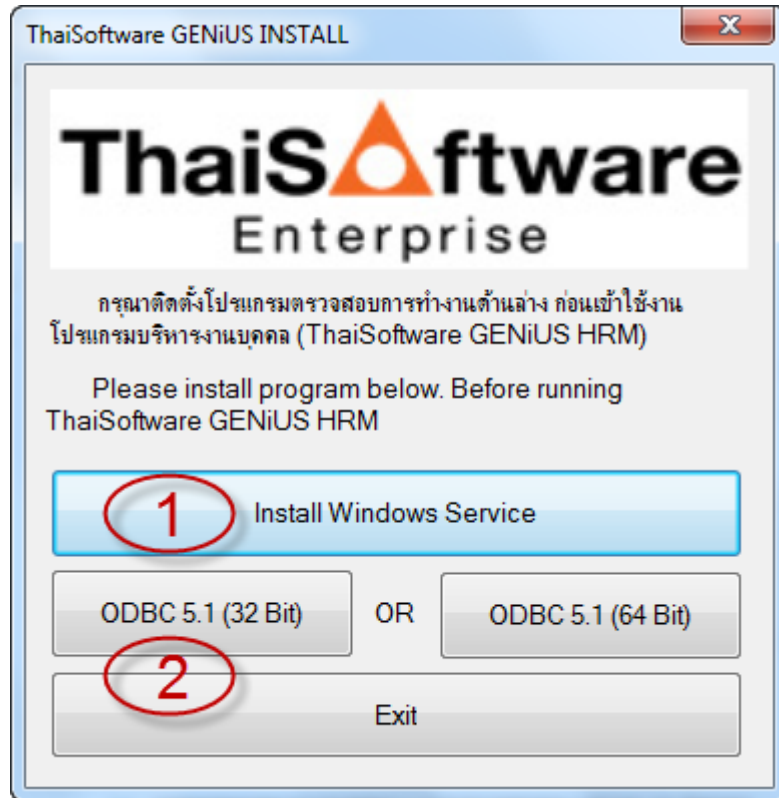 ThaiSoftware GENiUS INSTALL
ThaiSoftware
Enterprise
กรุณาติดตั้งโปรแกรมตรวจสอบการทำงานด้านล่าง ก่อนเข้าใช้งาน
โปรแกรมบริหารงานบุคคล (ThaiSoftware GENiUS HRM)
Please install program below. Before running
ThaiSoftware GENiUS HRM
1 Install Windows Service
ODBC 5.1 (32 Bit) OR ODBC 5.1 (64 Bit)
2
Exit